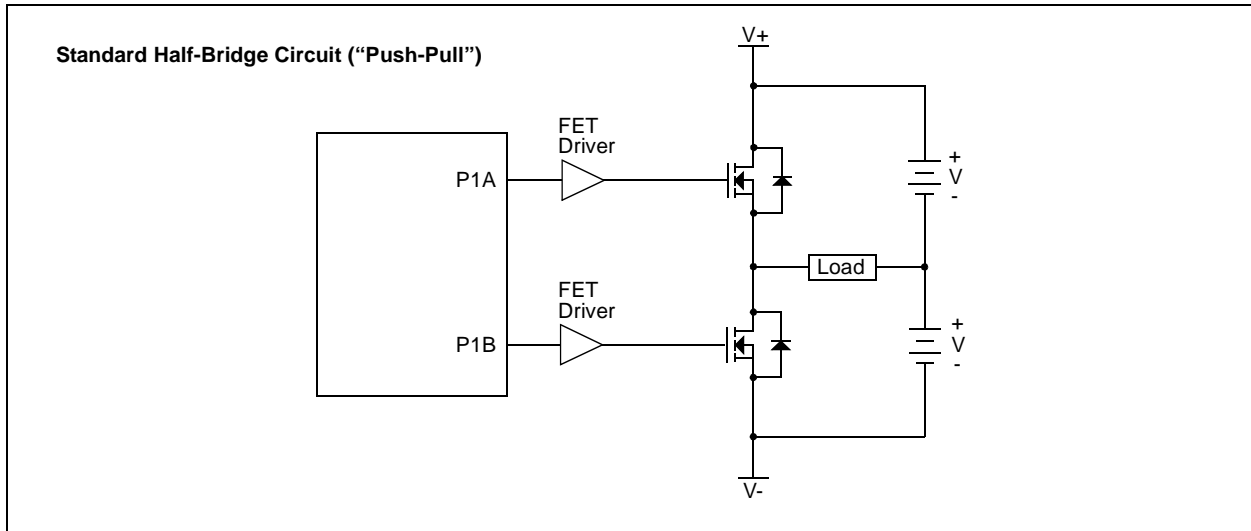 Standard Half-Bridge Circuit (“Push-Pull”)
V+
FET
Driver
P1A
+
V
-
Load
FET
Driver
P1B
+
V
-
V-